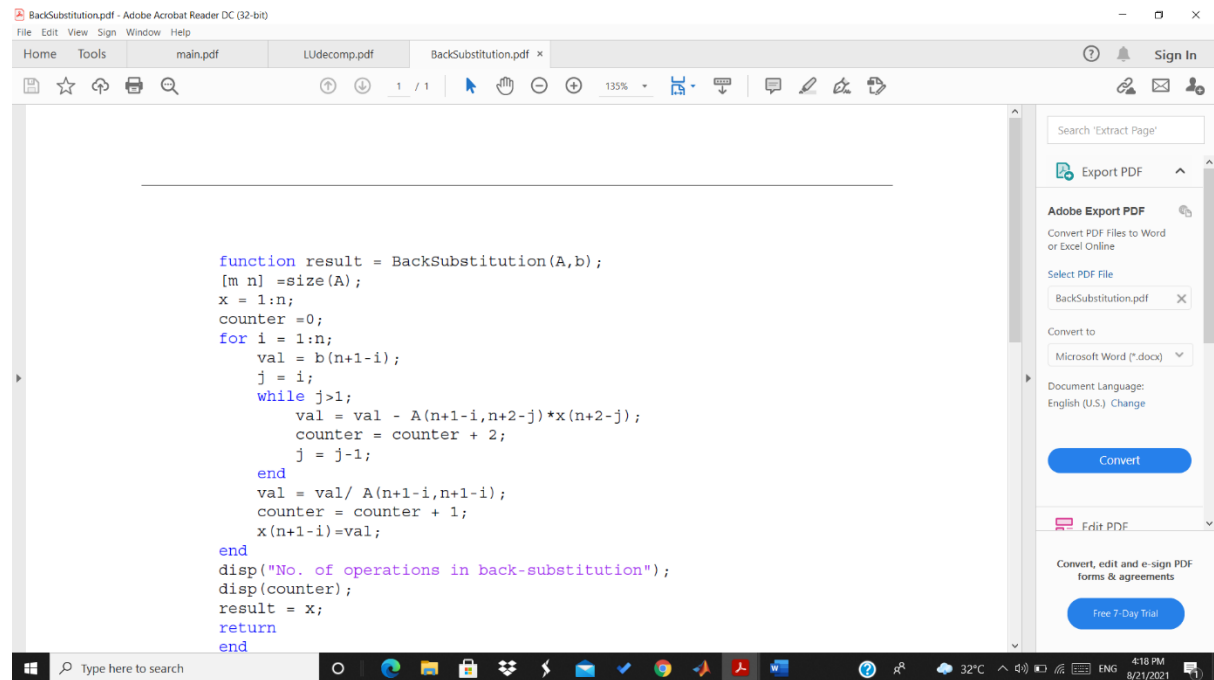 BackSubstitution.pdf - Adobe Acrobat Reader DC (32-bit)
File Edit View Sign Window Help
Home Tools main.pdf LUdecomp.pdf BackSubstitution.pdf × Sign In
1 / 1 135%
Search 'Extract Page'
Export PDF
Adobe Export PDF
Convert PDF Files to Word
or Excel Online
Select PDF File
BackSubstitution.pdf
Convert to
Microsoft Word (*.docx)
Document Language:
English (U.S.) Change
Convert
Edit PDF
Convert, edit and e-sign PDF
forms & agreements
Free 7-Day Trial
function result = BackSubstitution(A,b);
[m n] =size(A);
x = 1:n;
counter =0;
for i = 1:n;
    val = b(n+1-i);
    j = i;
    while j>1;
        val = val - A(n+1-i,n+2-j)*x(n+2-j);
        counter = counter + 2;
        j = j-1;
    end
    val = val/ A(n+1-i,n+1-i);
    counter = counter + 1;
    x(n+1-i)=val;
end
disp("No. of operations in back-substitution");
disp(counter);
result = x;
return
end
Type here to search
32°C ENG 4:18 PM
8/21/2021